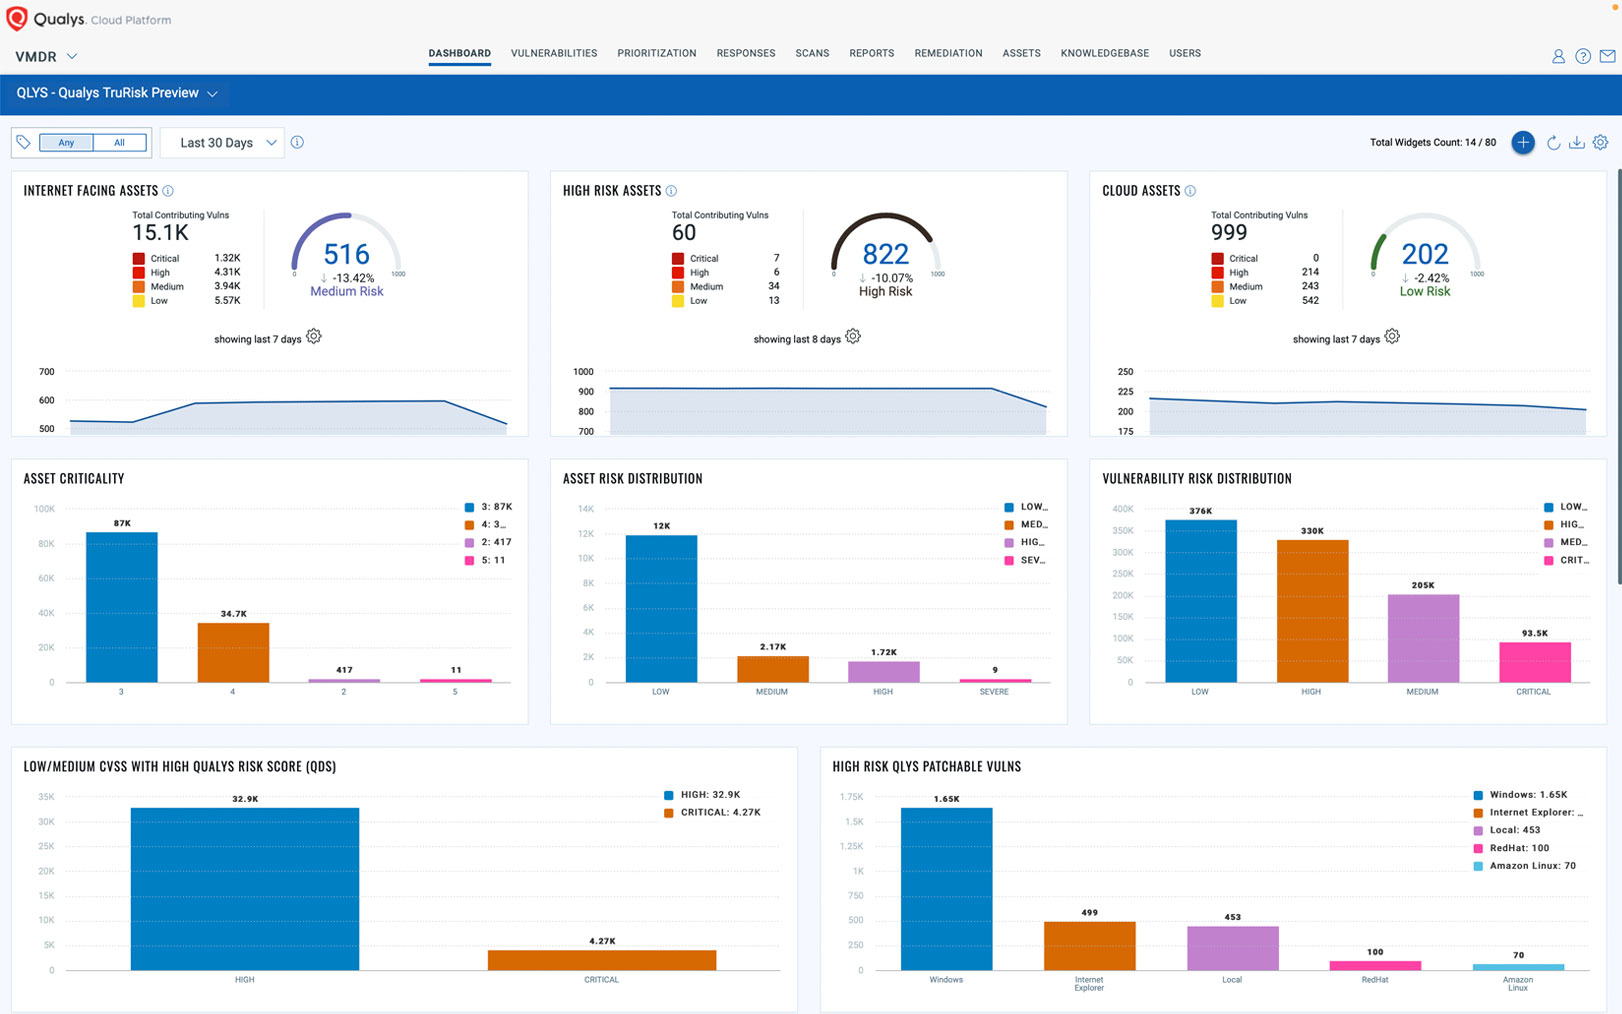 Qualys. Cloud Platform
VMDR
DASHBOARD VULNERABILITIES PRIORITIZATION RESPONSES SCANS REPORTS REMEDIATION ASSETS KNOWLEDGEBASE USERS
QLYS - Qualys TruRisk Preview
Any All Last 30 Days Total Widgets Count: 14 / 80
INTERNET FACING ASSETS
Total Contributing Vulns
15.1K
Critical 1.32K
High 4.31K
Medium 3.94K
Low 5.57K
516
0 1000
-13.42%
Medium Risk
showing last 7 days
700
600
500
HIGH RISK ASSETS
Total Contributing Vulns
60
Critical 7
High 6
Medium 34
Low 13
822
0 1000
-10.07%
High Risk
showing last 8 days
1000
900
800
700
CLOUD ASSETS
Total Contributing Vulns
999
Critical 0
High 214
Medium 243
Low 542
202
0 1000
-2.42%
Low Risk
showing last 7 days
250
225
200
175
ASSET CRITICALITY
100K
80K
60K
40K
20K
0
87K
34.7K
417
11
3 4 2 5
3: 87K
4: 3...
2: 417
5: 11
ASSET RISK DISTRIBUTION
14K
12K
10K
8K
6K
4K
2K
0
12K
2.17K
1.72K
9
LOW MEDIUM HIGH SEVERE
LOW...
MED...
HIG...
SEV...
VULNERABILITY RISK DISTRIBUTION
400K
350K
300K
250K
200K
150K
100K
50K
0
376K
330K
205K
93.5K
LOW HIGH MEDIUM CRITICAL
LOW...
HIG...
MED...
CRIT...
LOW/MEDIUM CVSS WITH HIGH QUALYS RISK SCORE (QDS)
35K
30K
25K
20K
15K
10K
5K
0
32.9K
4.27K
HIGH CRITICAL
HIGH: 32.9K
CRITICAL: 4.27K
HIGH RISK QLYS PATCHABLE VULNS
1.75K
1.5K
1.25K
1K
750
500
250
0
1.65K
499
453
100
70
Windows Internet Explorer Local RedHat Amazon Linux
Windows: 1.65K
Internet Explorer: ...
Local: 453
RedHat: 100
Amazon Linux: 70